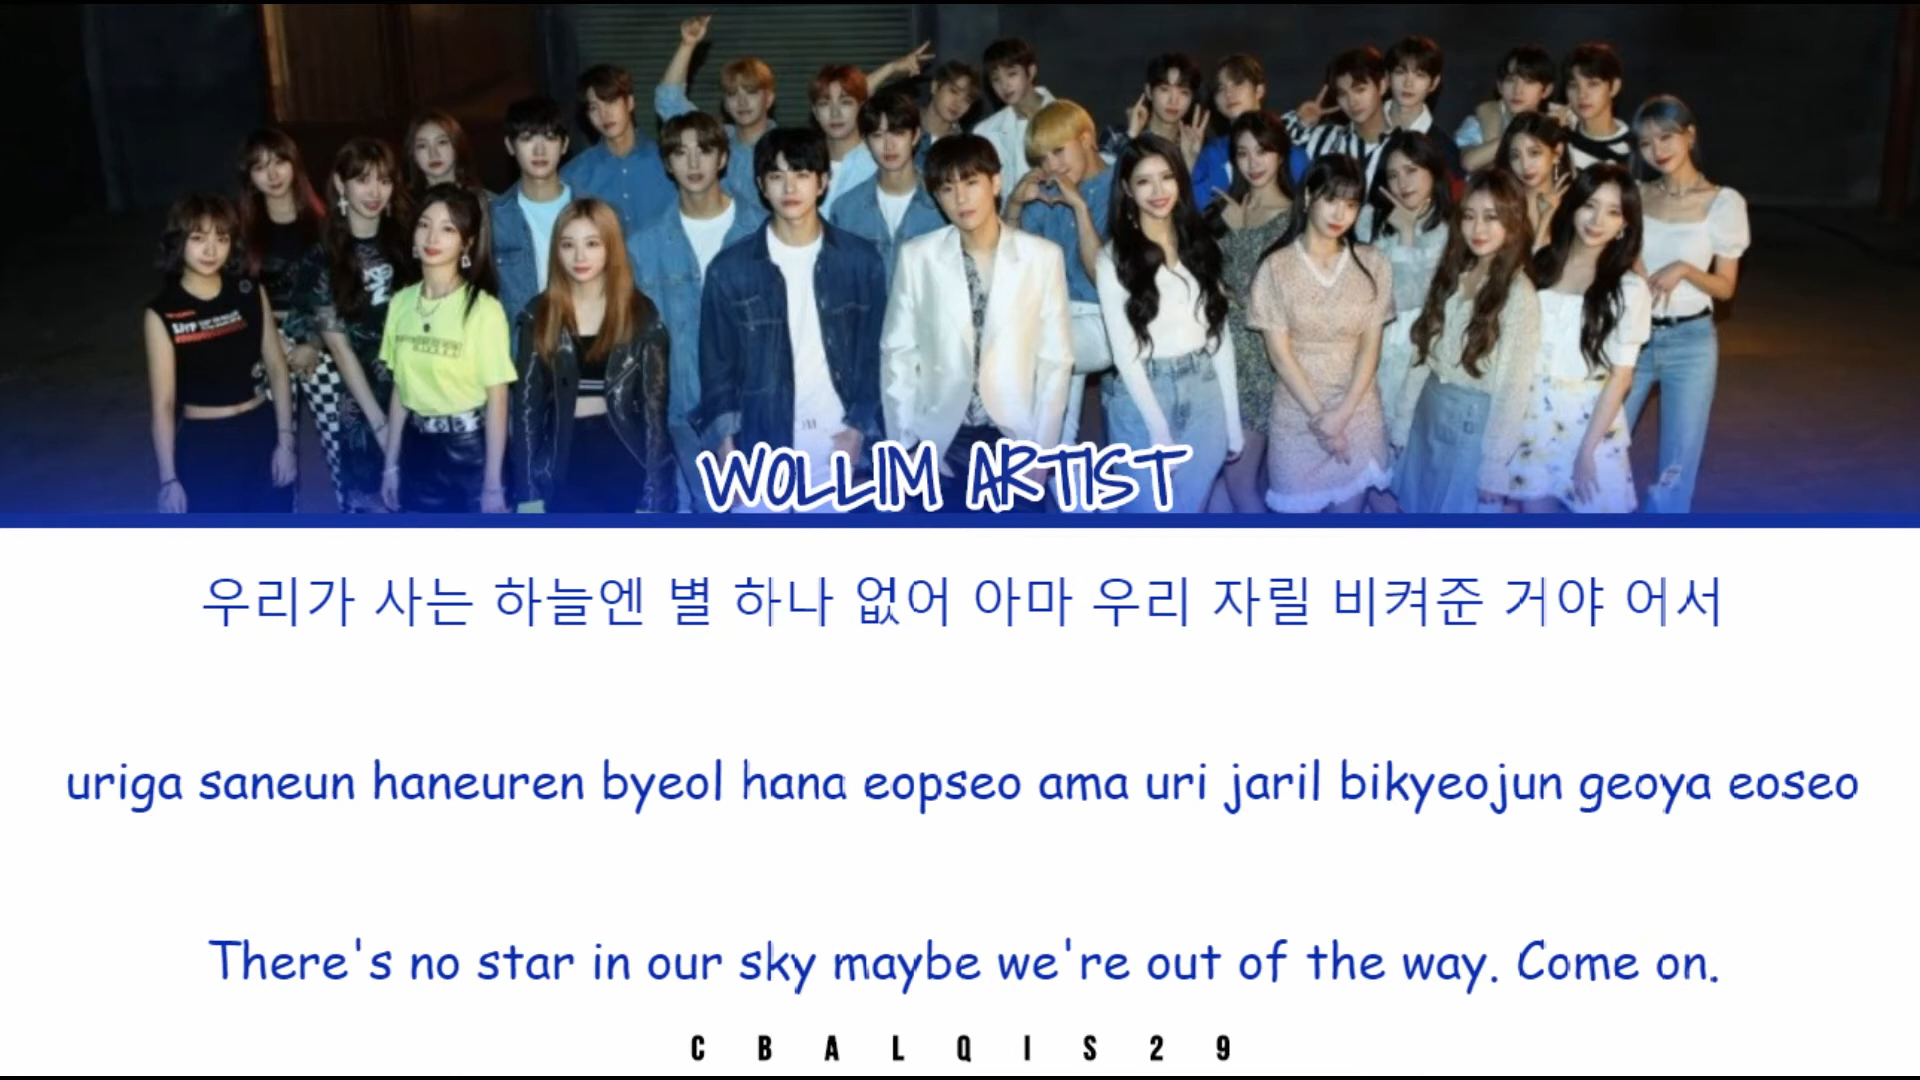 WOLLIM ARTIST
우리가 사는 하늘엔 별 하나 없어 아마 우리 자릴 비켜준 거야 어서
uriga saneun haneuren byeol hana eopseo ama uri jaril bikyeojun geoya eoseo
There's no star in our sky maybe we're out of the way. Come on.
CBALQIS29